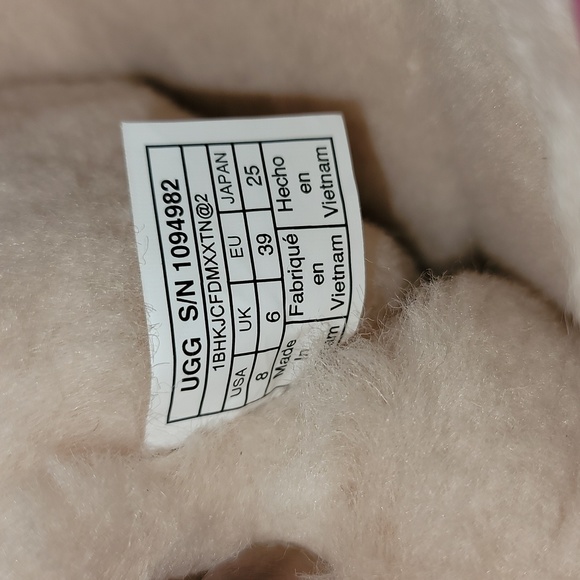 UGG S/N 1094982
1BHKJCFDMXXTN@2
USA UK EU JAPAN
8 6 39 25
Made Fabriqué Hecho
In en en
Vietnam Vietnam